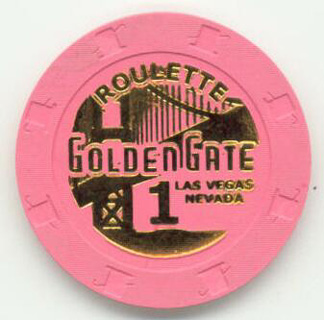 ROULETTE
GOLDEN GATE
1
LAS VEGAS
NEVADA